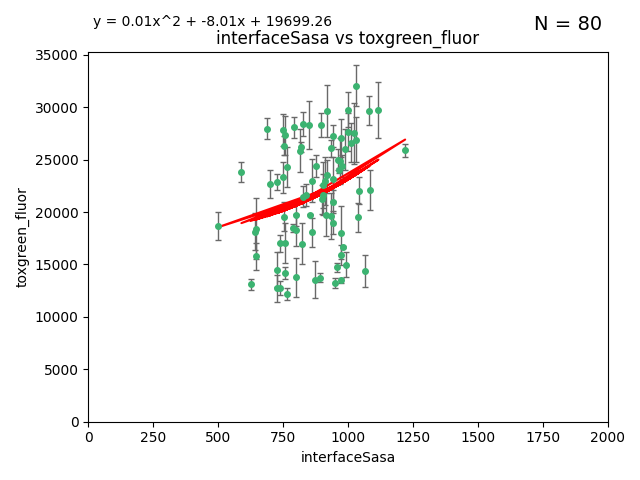 y = 0.01x^2 + -8.01x + 19699.26
N = 80
interfaceSasa vs toxgreen_fluor
35000
30000
25000
20000
15000
10000
5000
0
toxgreen_fluor
0 250 500 750 1000 1250 1500 1750 2000
interfaceSasa